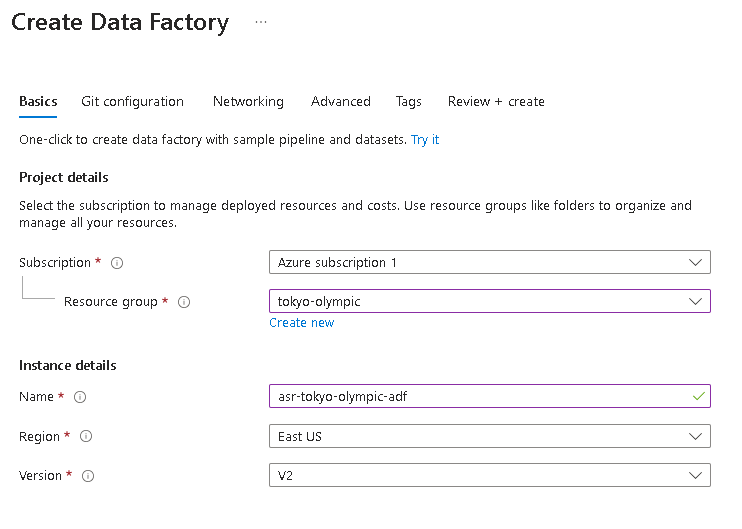 Create Data Factory ...
Basics Git configuration Networking Advanced Tags Review + create
One-click to create data factory with sample pipeline and datasets. Try it
Project details
Select the subscription to manage deployed resources and costs. Use resource groups like folders to organize and
manage all your resources.
Subscription * Azure subscription 1
Resource group * tokyo-olympic
Create new
Instance details
Name * asr-tokyo-olympic-adf
Region * East US
Version * V2